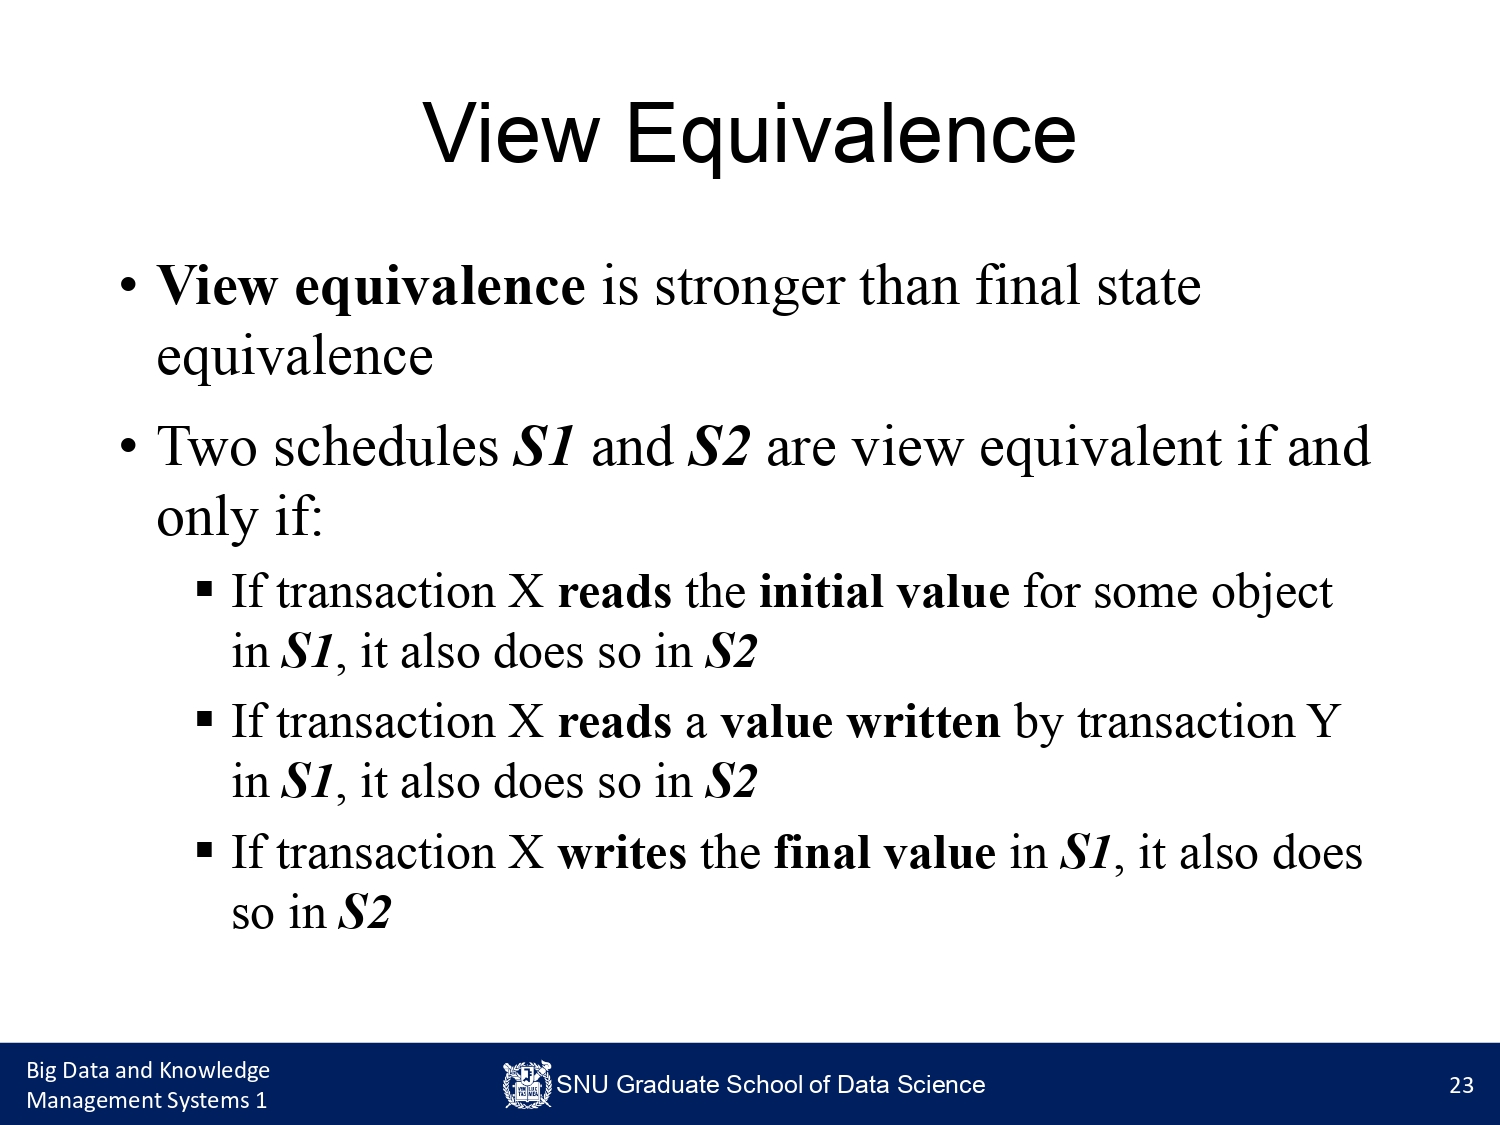 View Equivalence
• View equivalence is stronger than final state
equivalence
• Two schedules S1 and S2 are view equivalent if and
only if:
▪ If transaction X reads the initial value for some object
in S1, it also does so in S2
▪ If transaction X reads a value written by transaction Y
in S1, it also does so in S2
▪ If transaction X writes the final value in S1, it also does
so in S2
Big Data and Knowledge
Management Systems 1
SNU Graduate School of Data Science
23